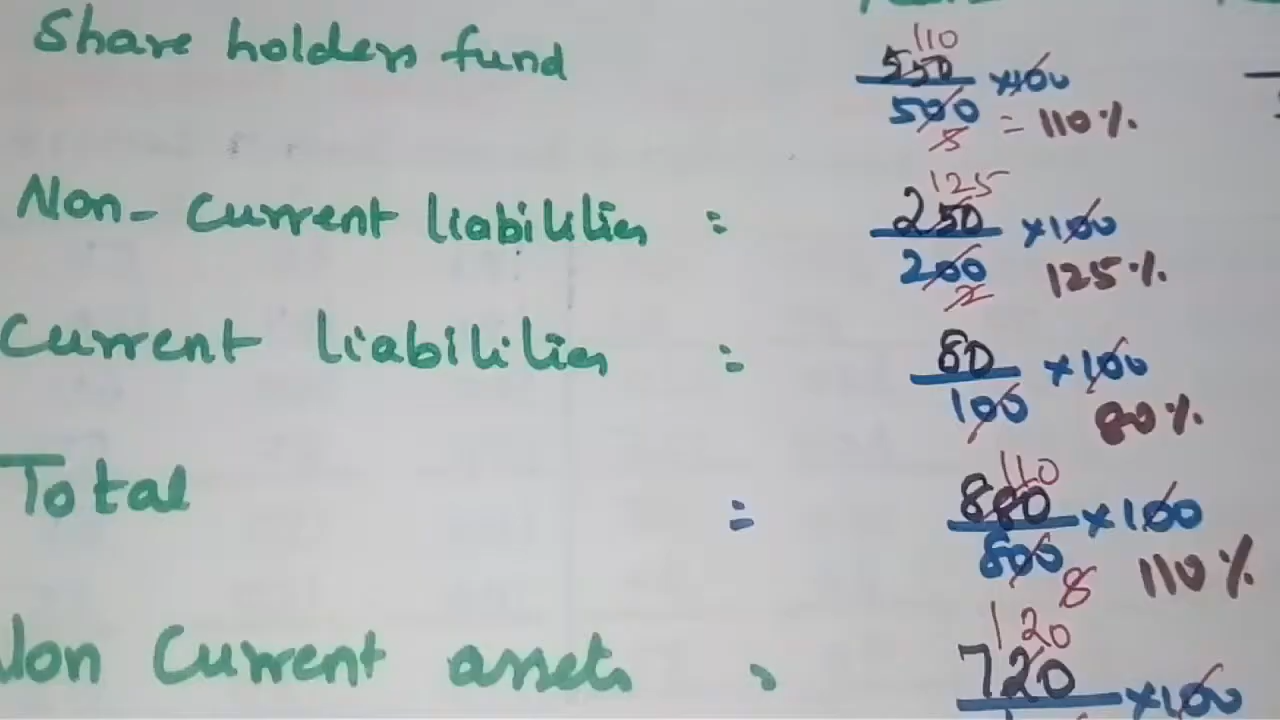 Share holders fund 550/500 ×100 = 110%
110
5
Non-Current liabilities : 250/200 ×100 125%
125
2
Current liabilities : 80/100 ×100 80%
Total = 880/800 ×100 110%
110
8
Non Current assets : 720 ×100
120